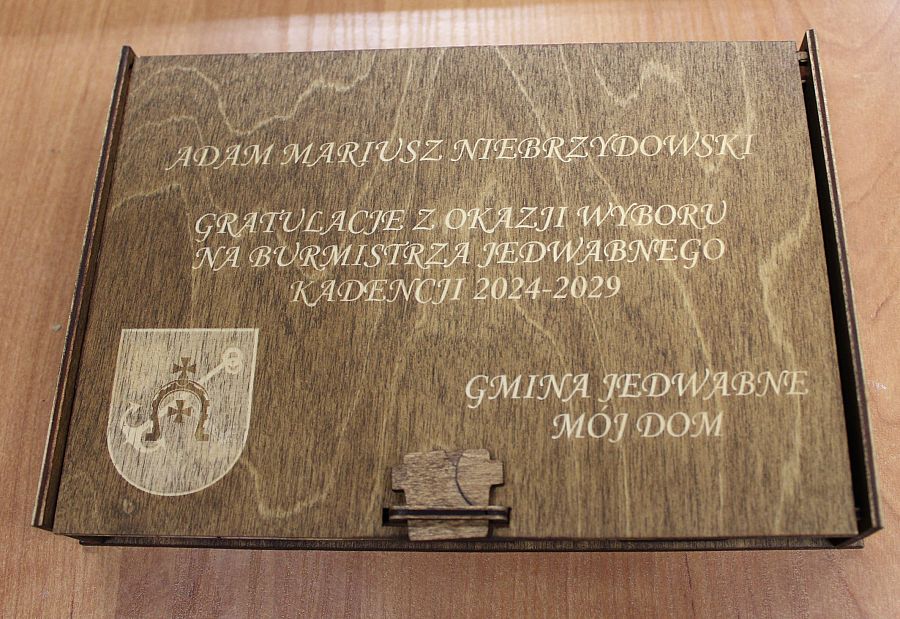 ADAM MARIUSZ NIEBRZYDOWSKI
GRATULACJE Z OKAZJI WYBORU
NA BURMISTRZA JEDWABNEGO
KADENCJI 2024-2029
GMINA JEDWABNE
MÓJ DOM